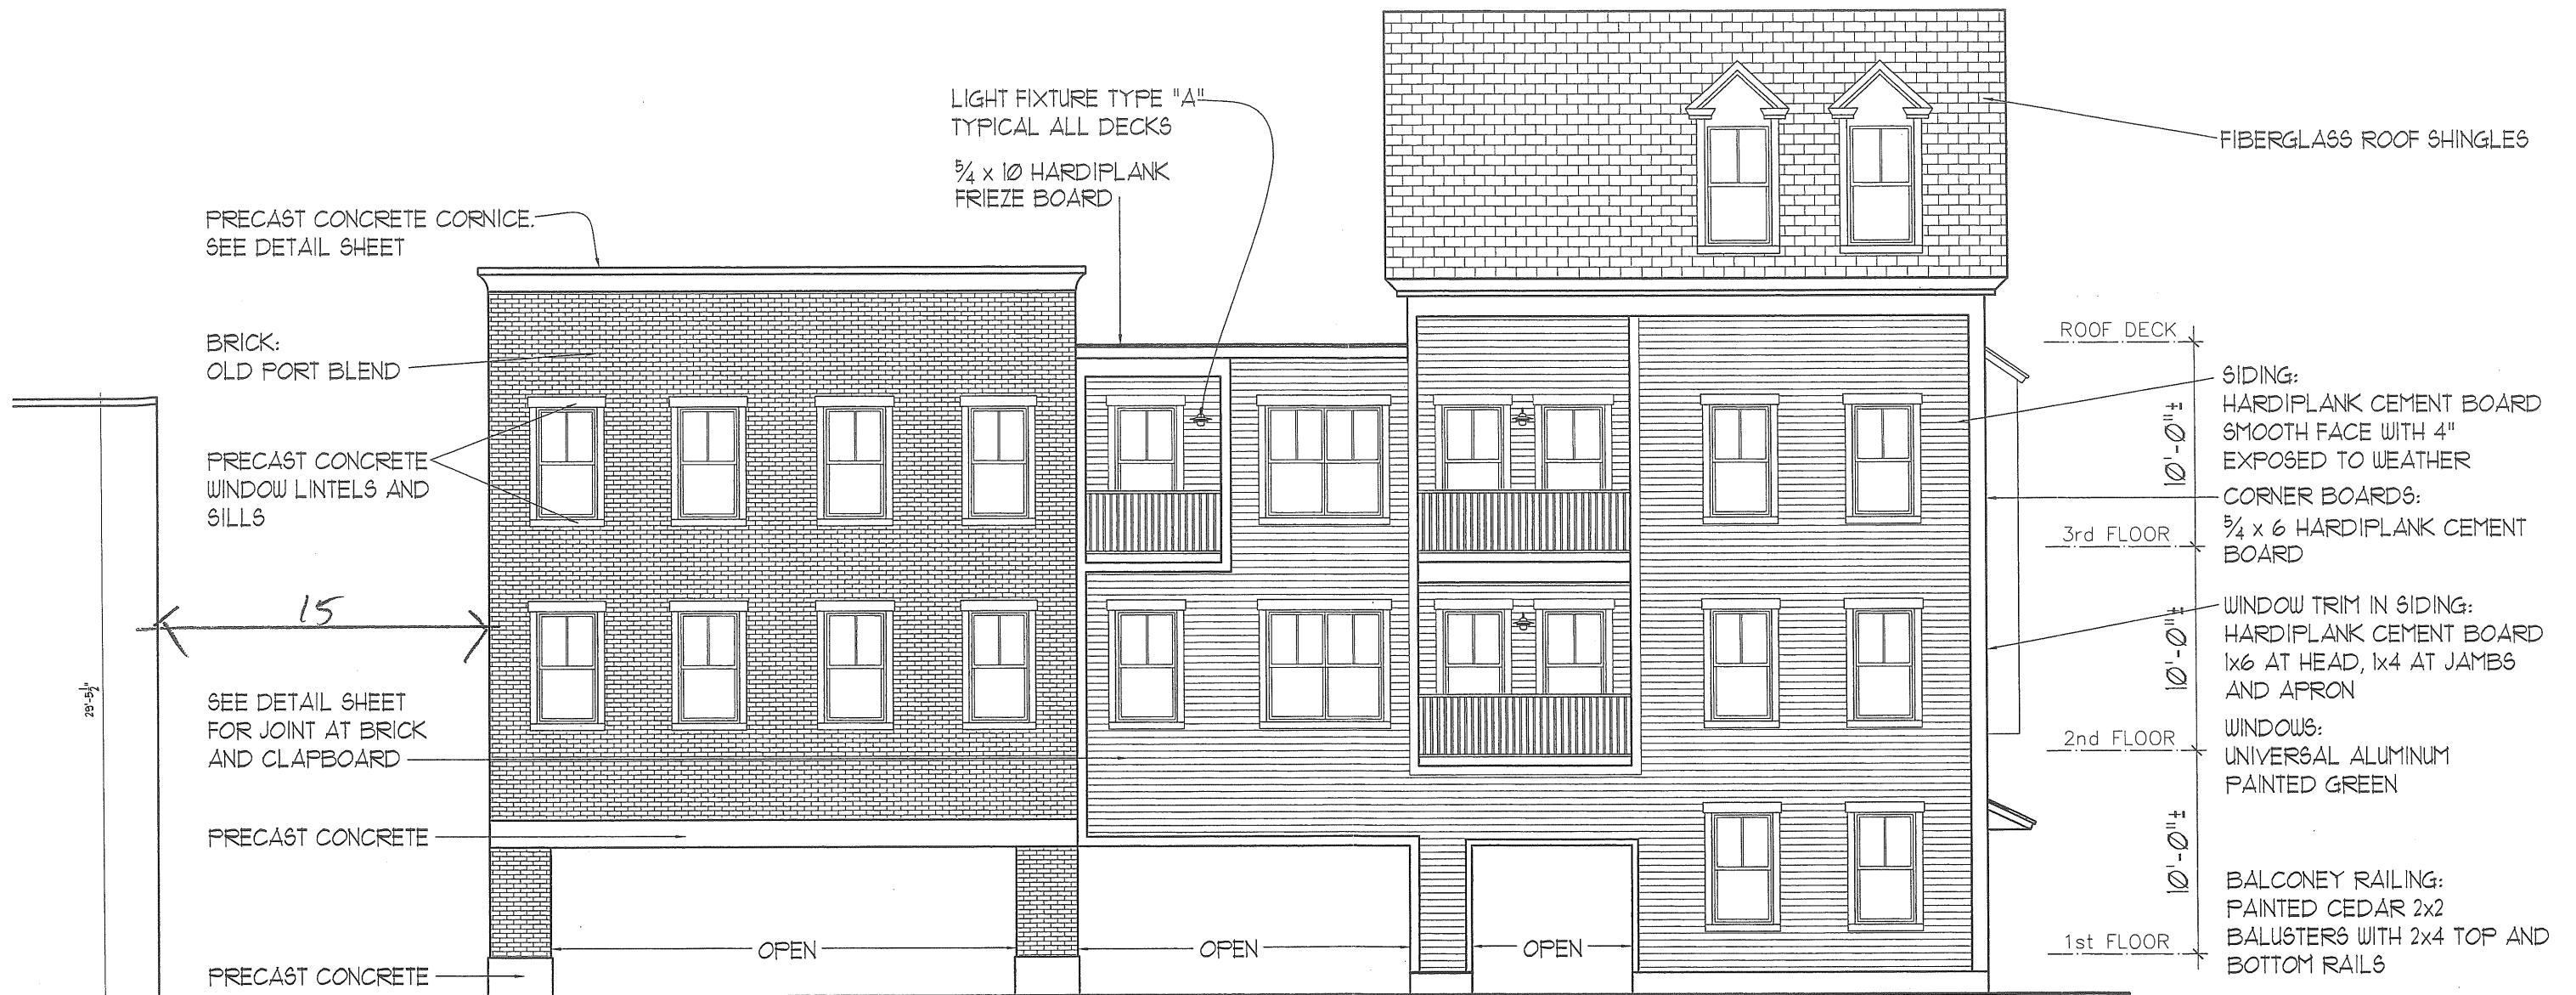 LIGHT FIXTURE TYPE "A"
TYPICAL ALL DECKS
5/4 x 10 HARDIPLANK
FRIEZE BOARD
FIBERGLASS ROOF SHINGLES
PRECAST CONCRETE CORNICE.
SEE DETAIL SHEET
BRICK:
OLD PORT BLEND
PRECAST CONCRETE
WINDOW LINTELS AND
SILLS
15
29'-5½"
SEE DETAIL SHEET
FOR JOINT AT BRICK
AND CLAPBOARD
PRECAST CONCRETE
PRECAST CONCRETE
OPEN
OPEN
OPEN
ROOF DECK
10'-0"±
3rd FLOOR
10'-0"±
2nd FLOOR
10'-0"±
1st FLOOR
SIDING:
HARDIPLANK CEMENT BOARD
SMOOTH FACE WITH 4"
EXPOSED TO WEATHER
CORNER BOARDS:
5/4 x 6 HARDIPLANK CEMENT
BOARD
WINDOW TRIM IN SIDING:
HARDIPLANK CEMENT BOARD
1x6 AT HEAD, 1x4 AT JAMBS
AND APRON
WINDOWS:
UNIVERSAL ALUMINUM
PAINTED GREEN
BALCONEY RAILING:
PAINTED CEDAR 2x2
BALUSTERS WITH 2x4 TOP AND
BOTTOM RAILS